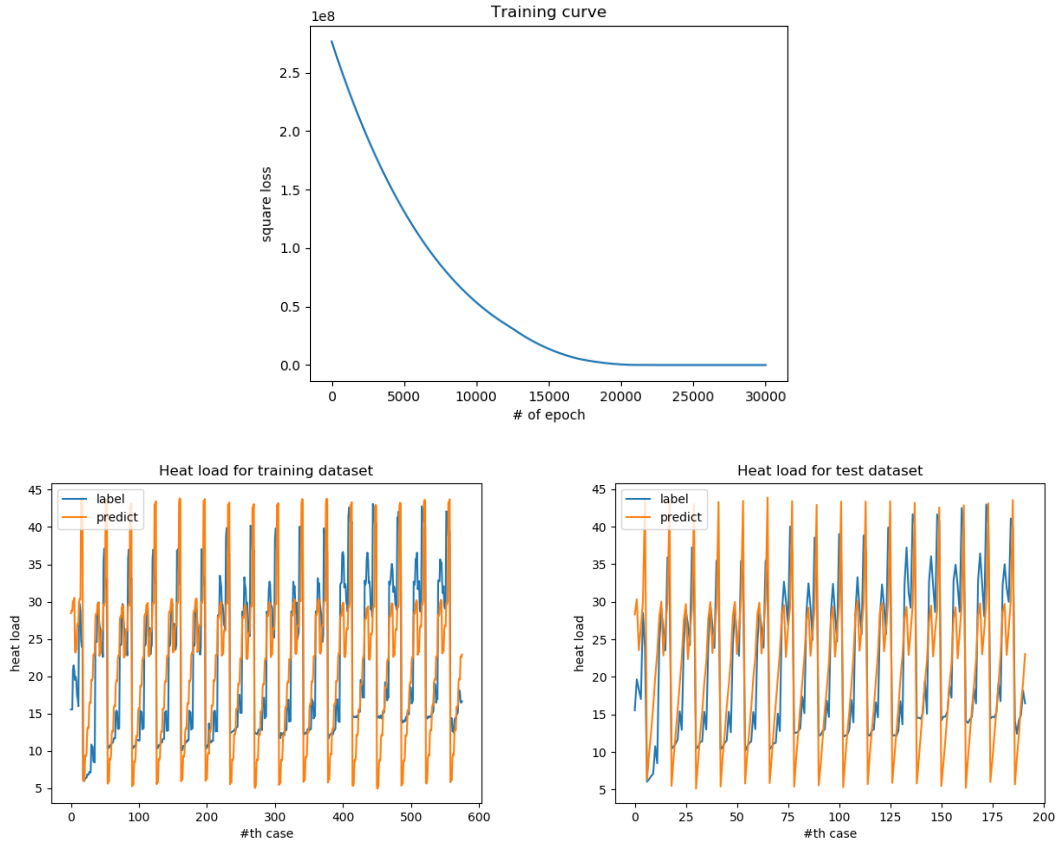 Training curve
1e8
2.5
2.0
1.5
1.0
0.5
0.0
square loss
0 5000 10000 15000 20000 25000 30000
# of epoch
Heat load for training dataset
label
predict
45
40
35
30
25
20
15
10
5
heat load
0 100 200 300 400 500 600
#th case
Heat load for test dataset
label
predict
45
40
35
30
25
20
15
10
5
heat load
0 25 50 75 100 125 150 175 200
#th case